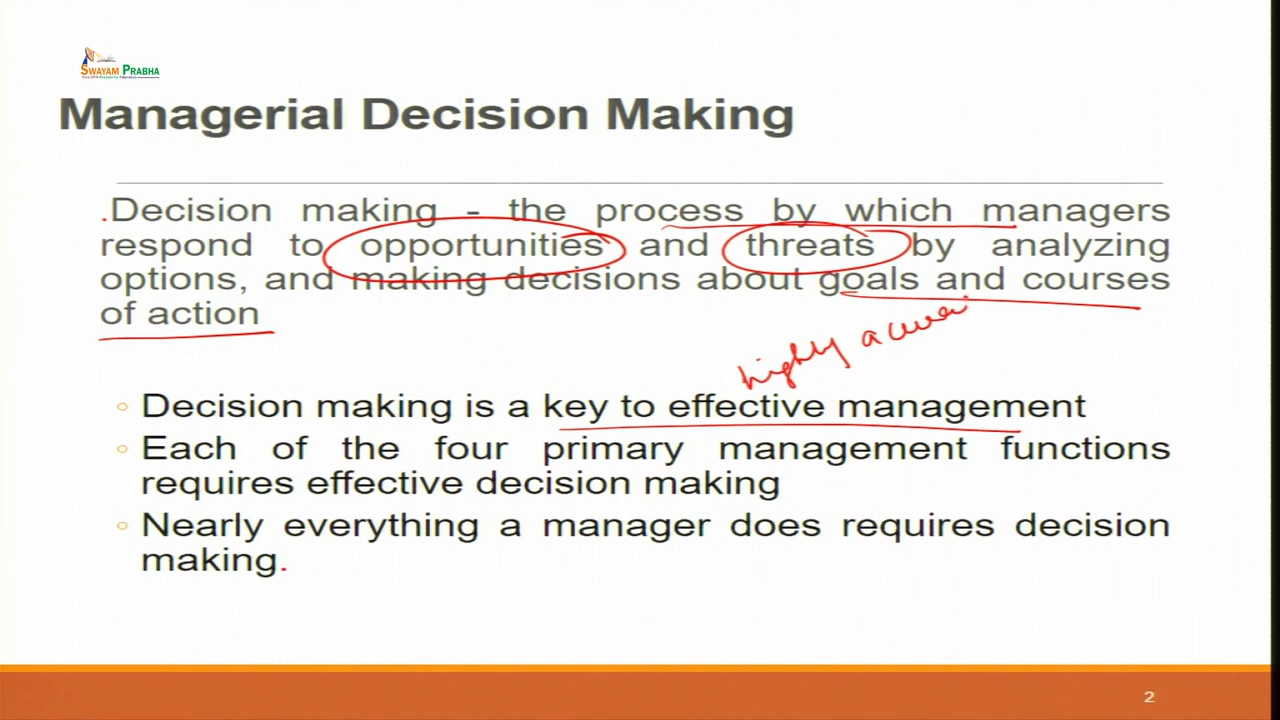 SWAYAM PRABHA
Managerial Decision Making
.Decision making - the process by which managers
respond to opportunities and threats by analyzing
options, and making decisions about goals and courses
of action
highly
◦ Decision making is a key to effective management
◦ Each of the four primary management functions
requires effective decision making
◦ Nearly everything a manager does requires decision
making.
2